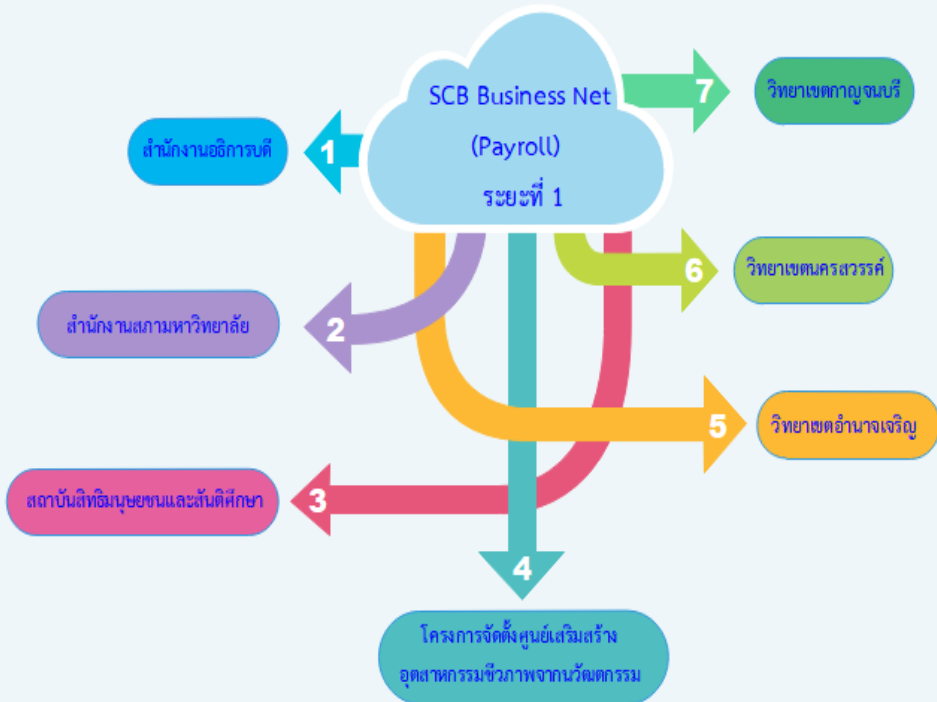 SCB Business Net
(Payroll)
ระยะที่ 1
1
สำนักงานอธิการบดี
2
สำนักงานสภามหาวิทยาลัย
3
สถาบันสิทธิมนุษยชนและสันติศึกษา
4
โครงการจัดตั้งศูนย์เสริมสร้าง
อุตสาหกรรมชีวภาพจากนวัฒตกรรม
5
วิทยาเขตอำนาจเจริญ
6
วิทยาเขตนครสวรรค์
7
วิทยาเขตกาญจนบรี